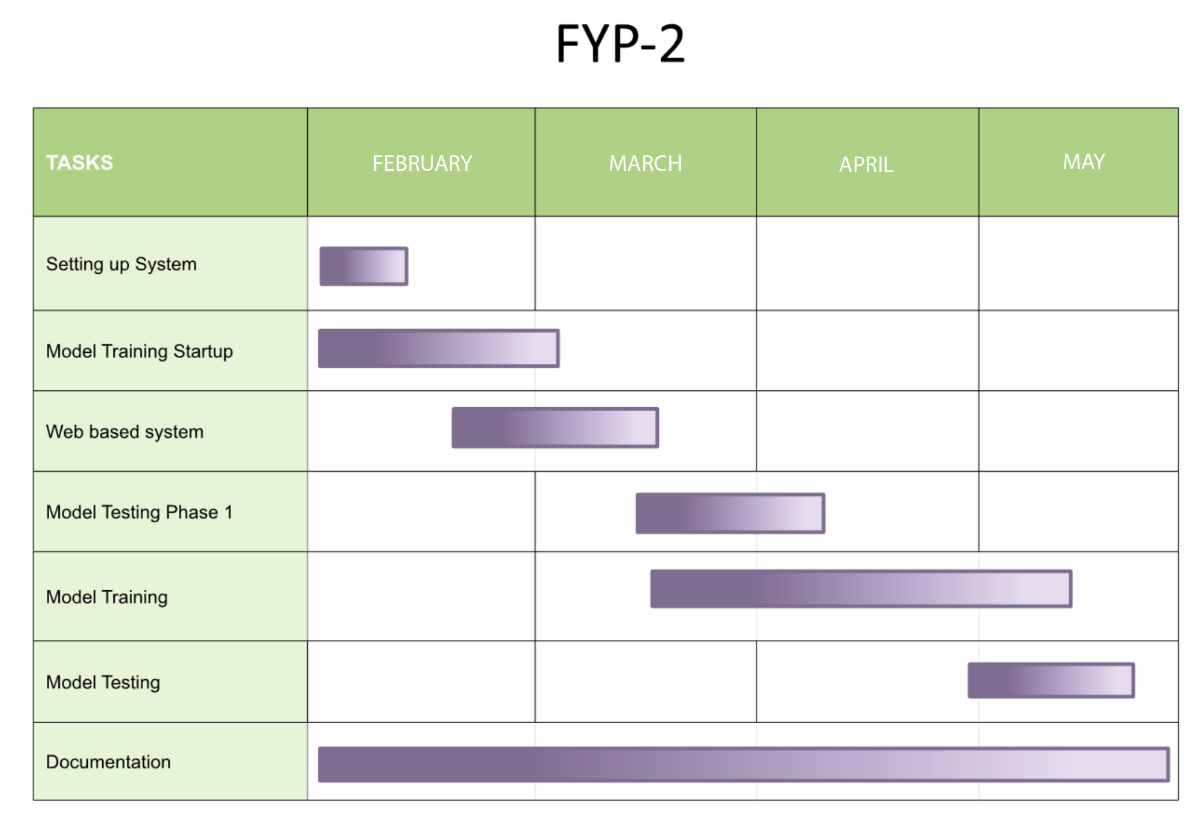 FYP-2
TASKS FEBRUARY MARCH APRIL MAY
Setting up System
Model Training Startup
Web based system
Model Testing Phase 1
Model Training
Model Testing
Documentation